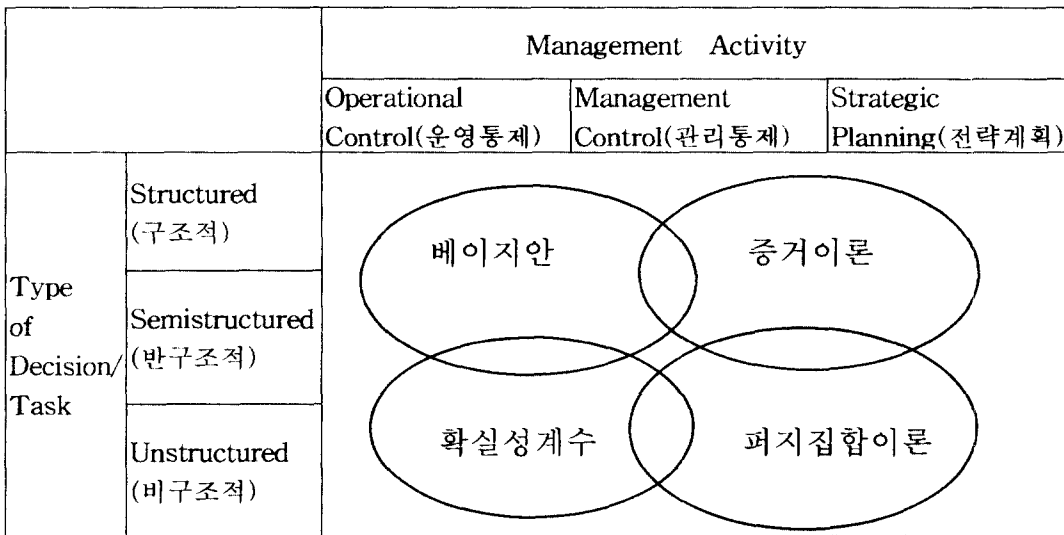 Management Activity
Operational
Control(운영통제)
Management
Control(관리통제)
Strategic
Planning(전략계획)
Type
of
Decision/
Task
Structured
(구조적)
Semistructured
(반구조적)
Unstructured
(비구조적)
베이지안
증거이론
확실성계수
퍼지집합이론